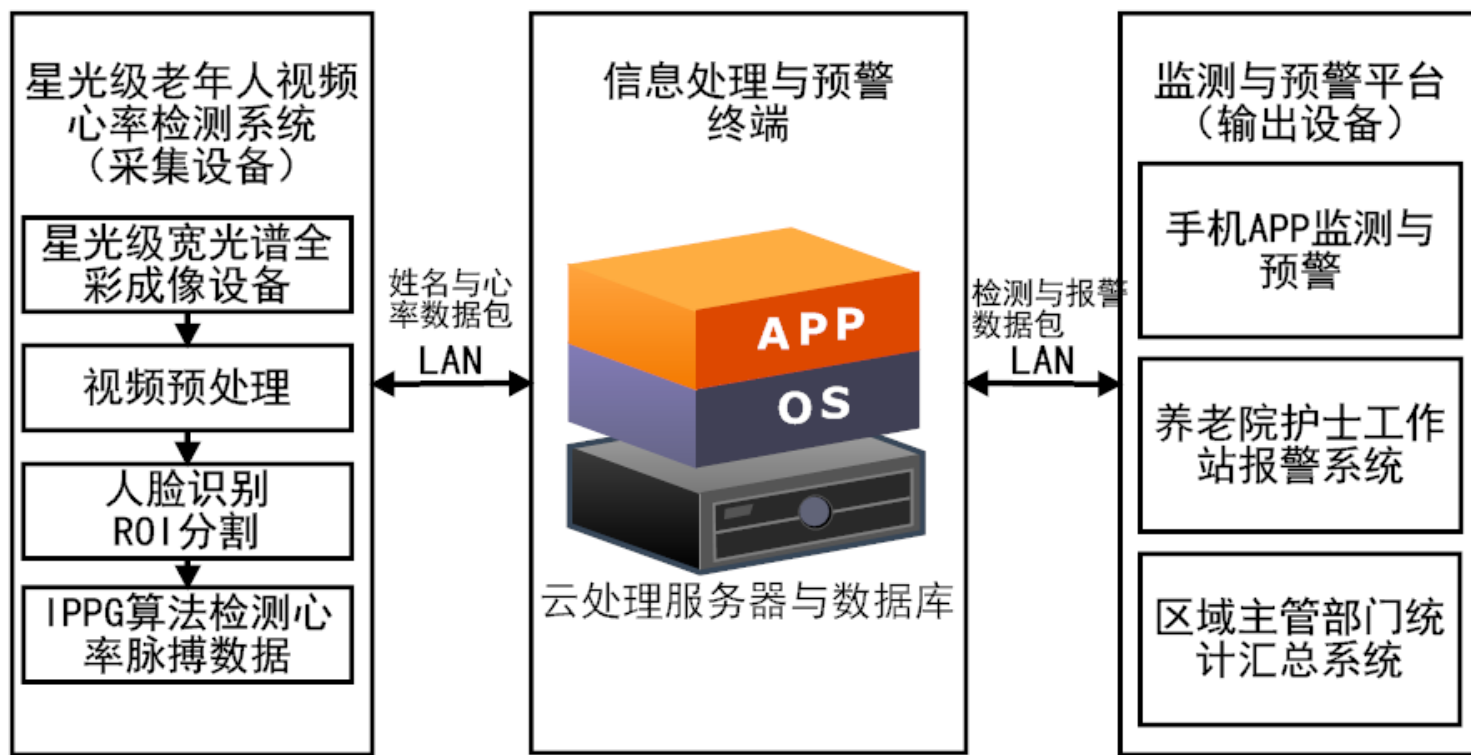 星光级老年人视频
心率检测系统
（采集设备）
星光级宽光谱全
彩成像设备
视频预处理
人脸识别
ROI分割
IPPG算法检测心
率脉搏数据
姓名与心
率数据包
LAN
信息处理与预警
终端
APP
OS
云处理服务器与数据库
检测与报警
数据包
LAN
监测与预警平台
（输出设备）
手机APP监测与
预警
养老院护士工作
站报警系统
区域主管部门统
计汇总系统